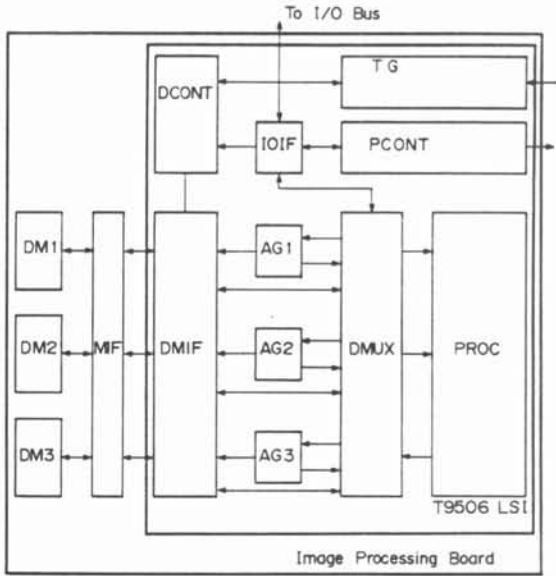 To I/O Bus
TG
DCONT
IOIF
PCONT
DM1
AG1
DM2
MIF
DMIF
AG2
DMUX
PROC
DM3
AG3
T9506 LSI
Image Processing Board